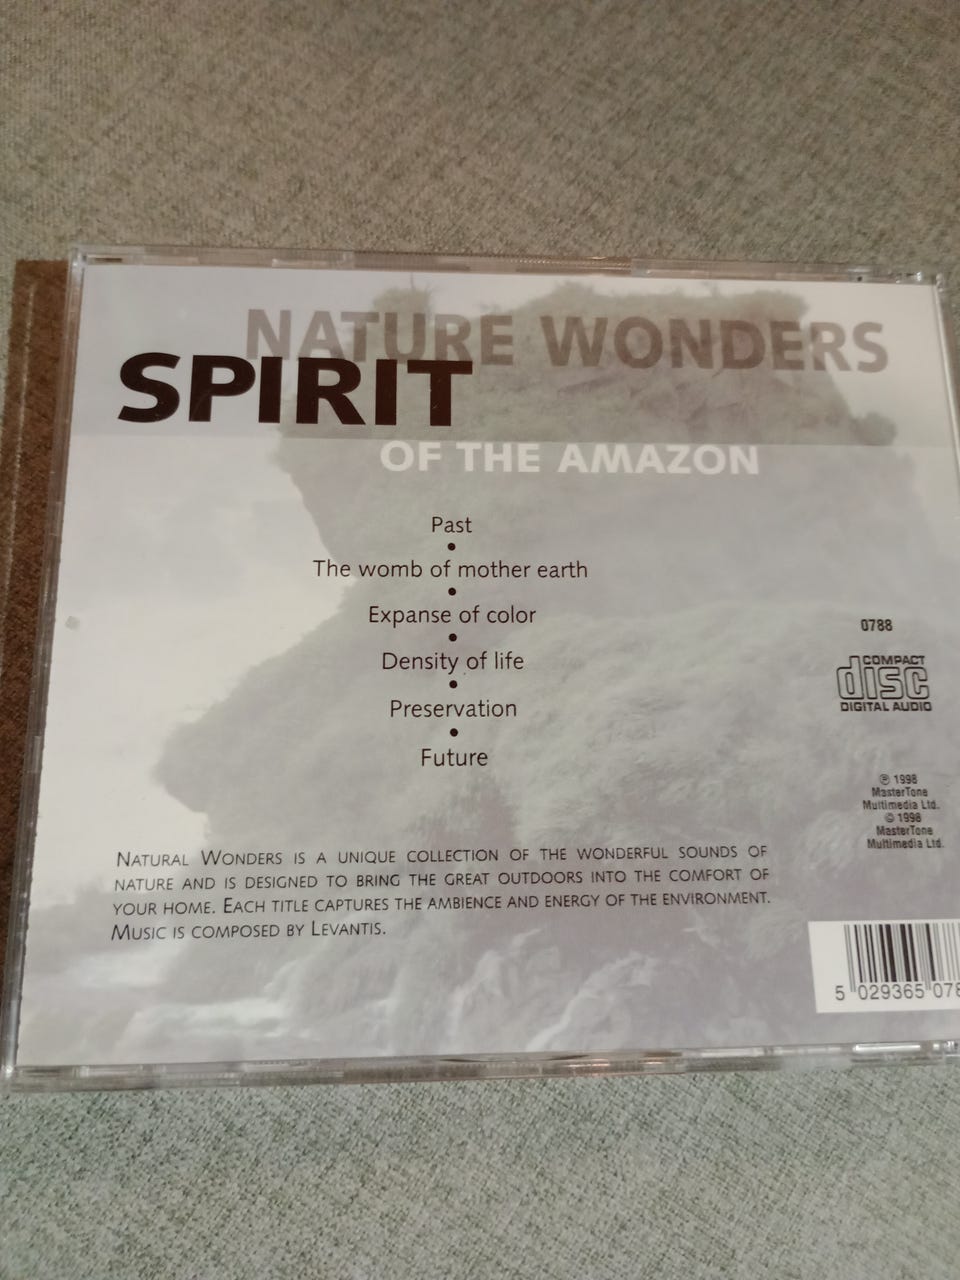 NATURE WONDERS
SPIRIT
OF THE AMAZON
Past
•
The womb of mother earth
•
Expanse of color
•
Density of life
•
Preservation
•
Future
0788
COMPACT
disc
DIGITAL AUDIO
℗ 1998
MasterTone
Multimedia Ltd.
© 1998
MasterTone
Multimedia Ltd.
NATURAL WONDERS IS A UNIQUE COLLECTION OF THE WONDERFUL SOUNDS OF
NATURE AND IS DESIGNED TO BRING THE GREAT OUTDOORS INTO THE COMFORT OF
YOUR HOME. EACH TITLE CAPTURES THE AMBIENCE AND ENERGY OF THE ENVIRONMENT.
MUSIC IS COMPOSED BY LEVANTIS.
5 029365 078